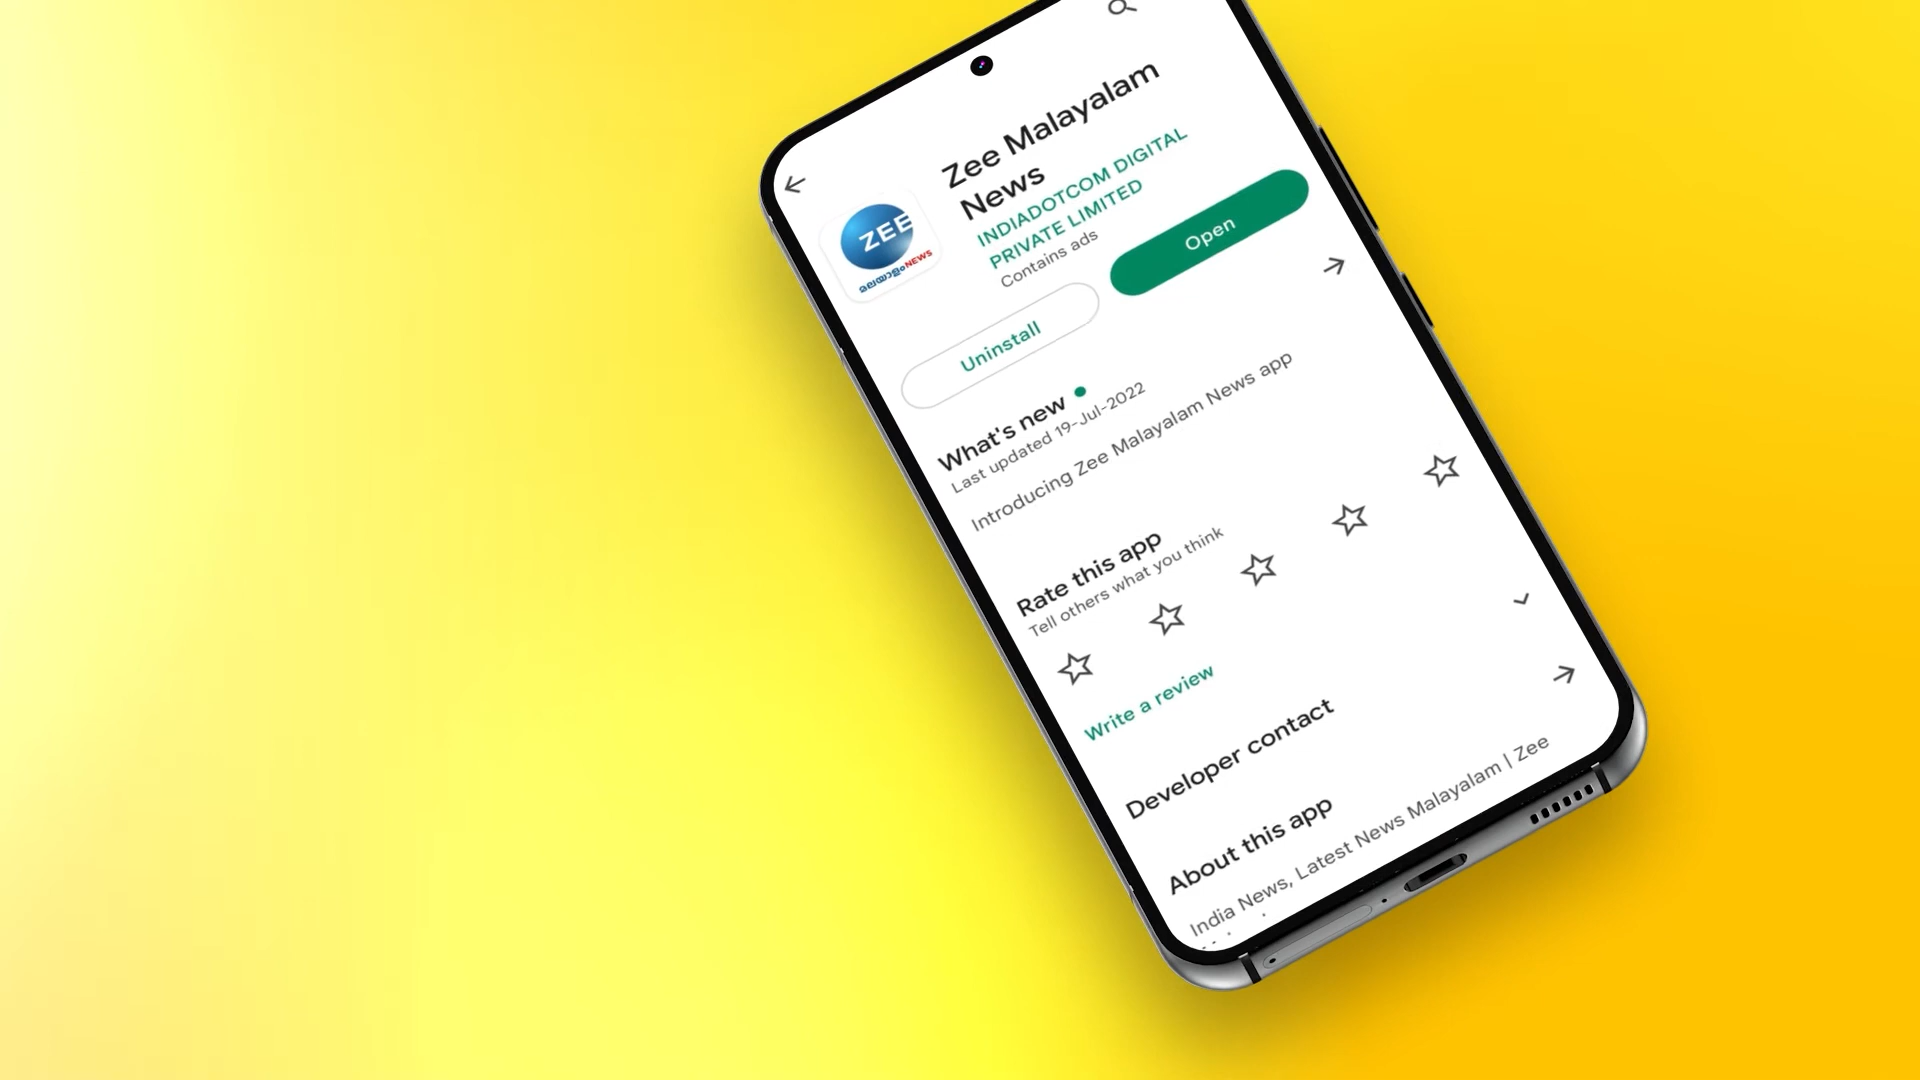 Zee Malayalam
News
INDIADOTCOM DIGITAL
PRIVATE LIMITED
Contains ads
ZEE
മലയാളംNEWS
Uninstall
Open
What's new
Last updated 19-Jul-2022
Introducing Zee Malayalam News app
Rate this app
Tell others what you think
Write a review
Developer contact
About this app
India News, Latest News Malayalam | Zee